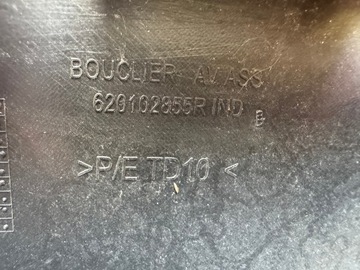 BOUCLIER AV ASS
620102855R IND B
>P/E TD10<